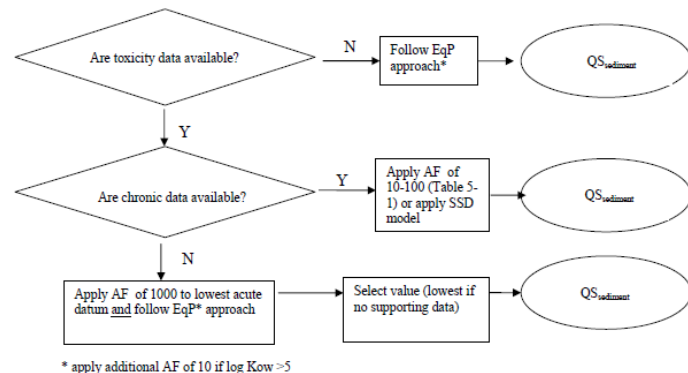 Are toxicity data available?
N
Follow EqP
approach*
QSsediment
Y
Are chronic data available?
Y
Apply AF of
10-100 (Table 5-
1) or apply SSD
model
QSsediment
N
Apply AF of 1000 to lowest acute
datum and follow EqP* approach
Select value (lowest if
no supporting data)
QSsediment
* apply additional AF of 10 if log Kow >5